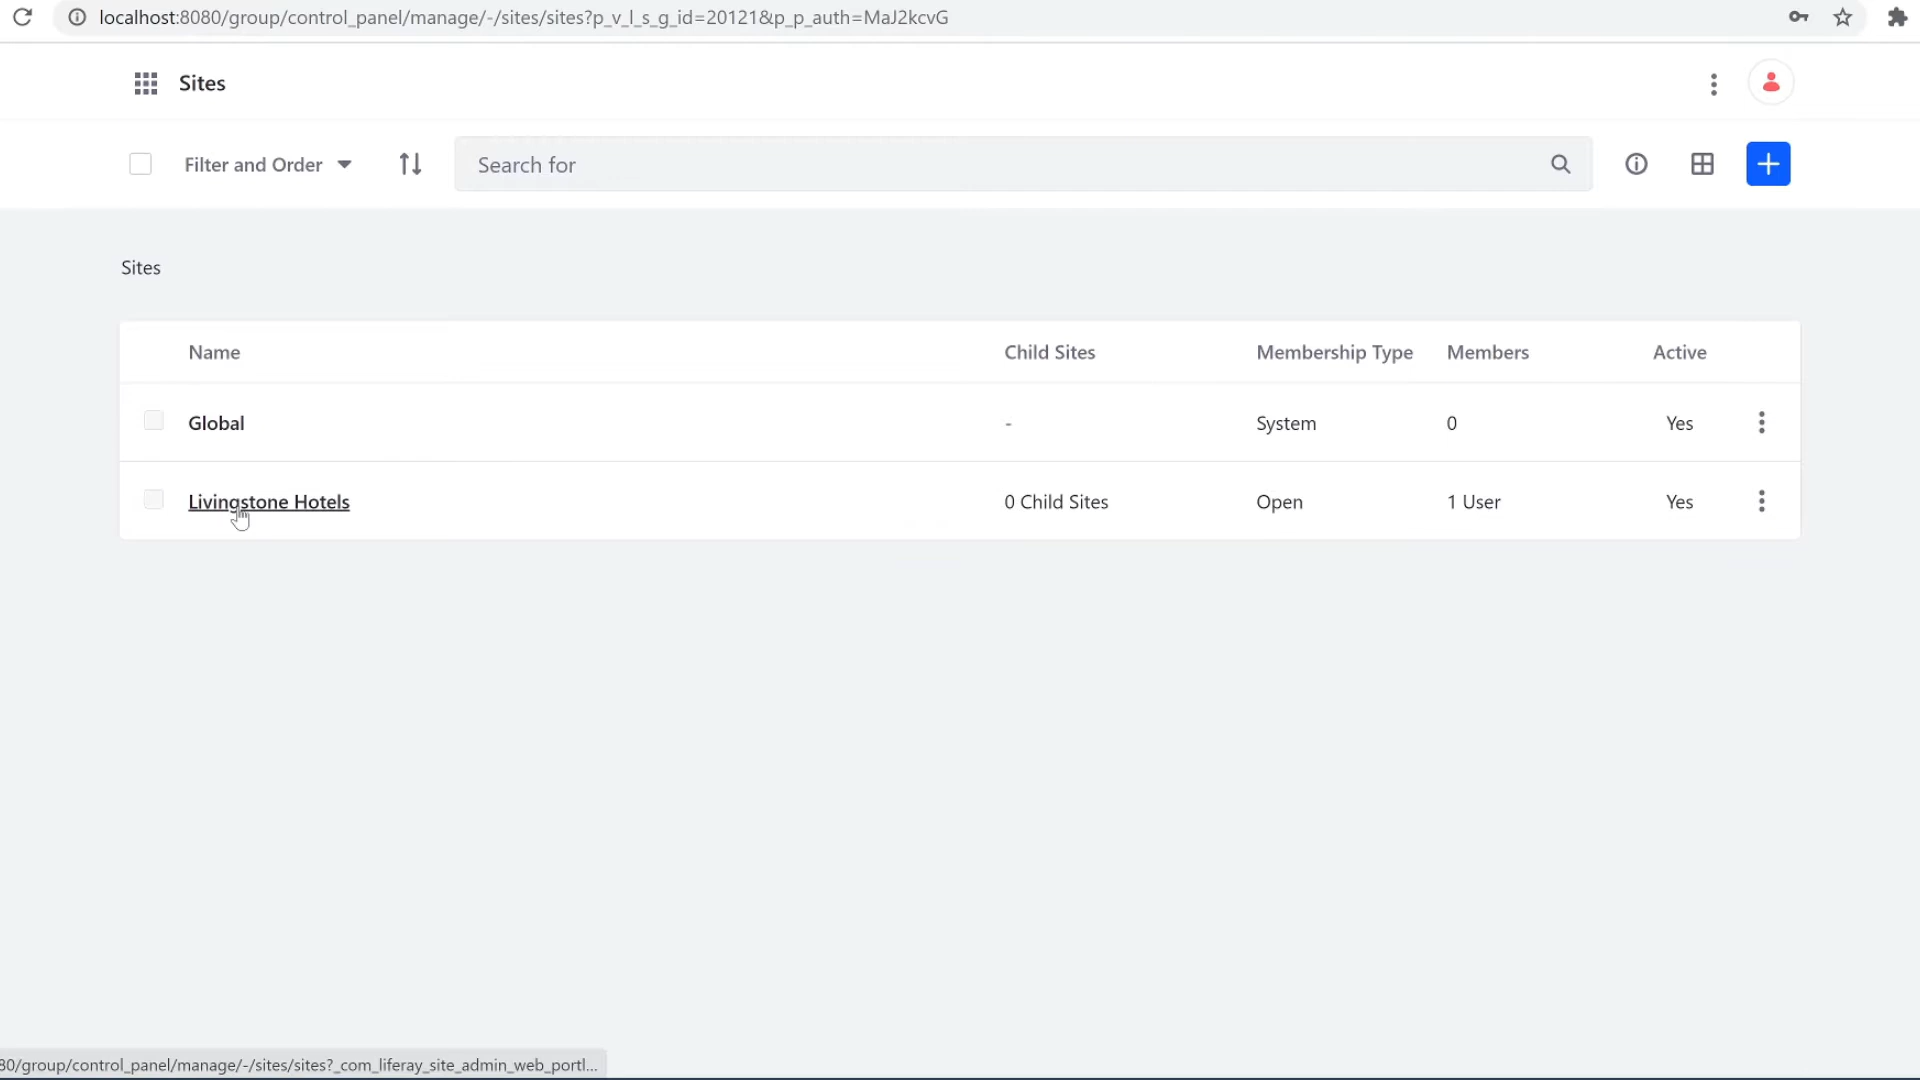 localhost:8080/group/control_panel/manage/-/sites/sites?p_v_l_s_g_id=20121&p_p_auth=MaJ2kcvG
Sites
Filter and Order
Search for
Sites
Name Child Sites Membership Type Members Active
Global - System 0 Yes
Livingstone Hotels 0 Child Sites Open 1 User Yes
80/group/control_panel/manage/-/sites/sites?_com_liferay_site_admin_web_portl...